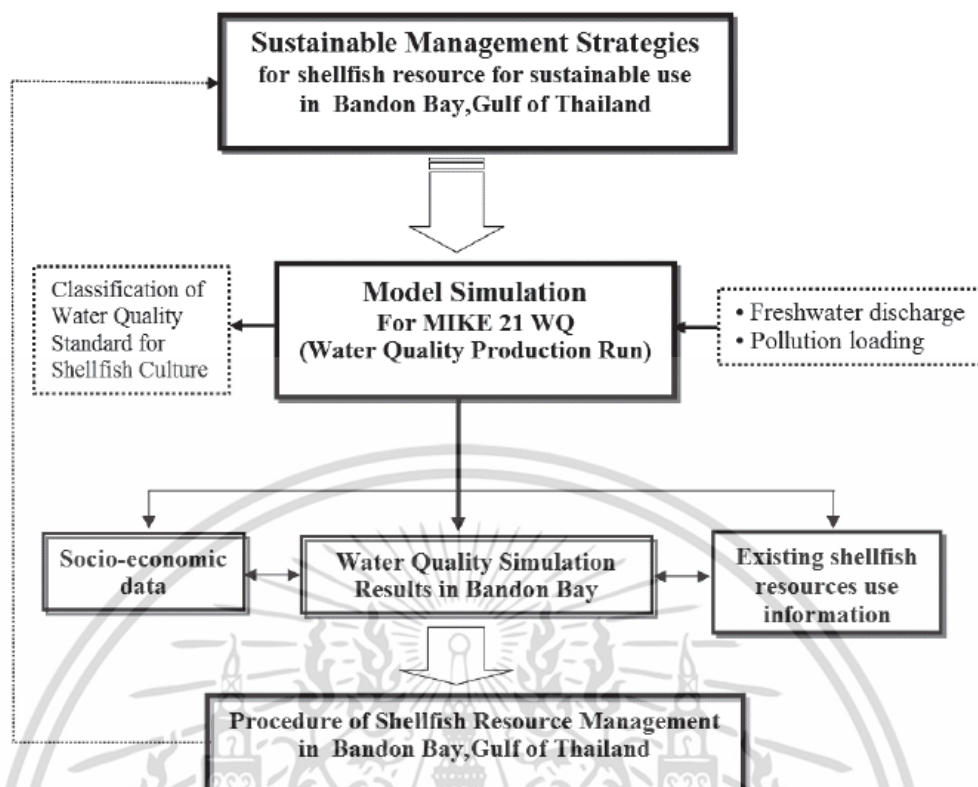 Sustainable Management Strategies
for shellfish resource for sustainable use
in Bandon Bay,Gulf of Thailand
Classification of
Water Quality
Standard for
Shellfish Culture
Model Simulation
For MIKE 21 WQ
(Water Quality Production Run)
• Freshwater discharge
• Pollution loading
Socio-economic
data
Water Quality Simulation
Results in Bandon Bay
Existing shellfish
resources use
information
Procedure of Shellfish Resource Management
in Bandon Bay,Gulf of Thailand